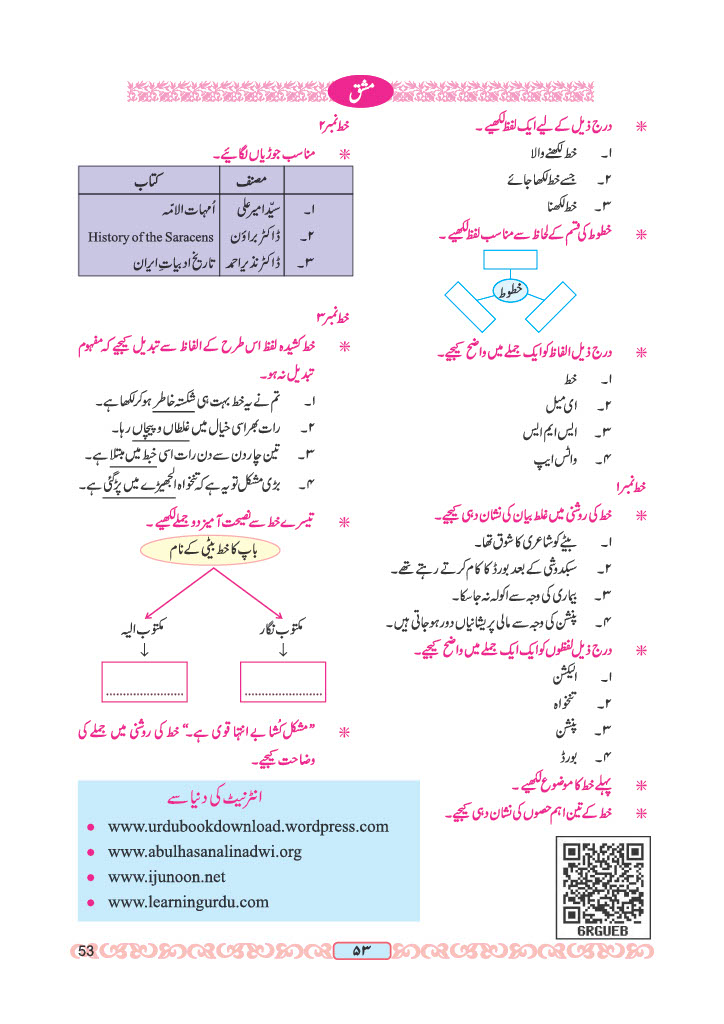 مشق
* درج ذیل کے لیے ایک لفظ لکھیے۔
۱۔ خط لکھنے والا
۲۔ جسے خط لکھا جائے
۳۔ خط لکھنا
* خطوط کی قسم کے لحاظ سے مناسب لفظ لکھیے۔
خطوط
* درج ذیل الفاظ کو ایک جملے میں واضح کیجیے۔
۱۔ خط
۲۔ ای میل
۳۔ ایس ایم ایس
۴۔ واٹس ایپ
خط نمبر ۱
* خط کی روشنی میں غلط بیان کی نشان دہی کیجیے۔
۱۔ بیٹے کو شاعری کا شوق تھا۔
۲۔ سبکدوشی کے بعد بورڈ کا کام کرتے رہتے تھے۔
۳۔ بیماری کی وجہ سے اکولہ نہ جا سکا۔
۴۔ پنشن کی وجہ سے مالی پریشانیاں دور ہو جاتی ہیں۔
* درج ذیل لفظوں کو ایک ایک جملے میں واضح کیجیے۔
۱۔ الیکشن
۲۔ تنخواہ
۳۔ پنشن
۴۔ بورڈ
* پہلے خط کا موضوع لکھیے۔
* خط کے تین اہم حصوں کی نشان دہی کیجیے۔
6RGUEB
خط نمبر ۲
* مناسب جوڑیاں لگائیے۔
مصنف کتاب
۱۔ سیّد امیر علی اُمہات الامّہ
۲۔ ڈاکٹر براؤن History of the Saracens
۳۔ ڈاکٹر نذیر احمد تاریخ ادبیاتِ ایران
خط نمبر ۳
* خط کشیدہ لفظ اس طرح کے الفاظ سے تبدیل کیجیے کہ مفہوم
تبدیل نہ ہو۔
۱۔ تم نے یہ خط بہت ہی شکستہ خاطر ہو کر لکھا ہے۔
۲۔ رات بھر اسی خیال میں غلطاں و پیچاں رہا۔
۳۔ تین چار دن سے دن رات اسی خبط میں مبتلا ہے۔
۴۔ بڑی مشکل تو یہ ہے کہ تنخواہ الجھیڑے میں پڑ گئی ہے۔
* تیسرے خط سے نصیحت آمیز دو جملے لکھیے۔
باپ کا خط بیٹی کے نام
مکتوب نگار مکتوب الیہ
* ”مشکل کُشا بے انتہا قوی ہے۔“ خط کی روشنی میں جملے کی
وضاحت کیجیے۔
انٹرنیٹ کی دنیا سے
• www.urdubookdownload.wordpress.com
• www.abulhasanalinadwi.org
• www.ijunoon.net
• www.learningurdu.com
53
۵۳